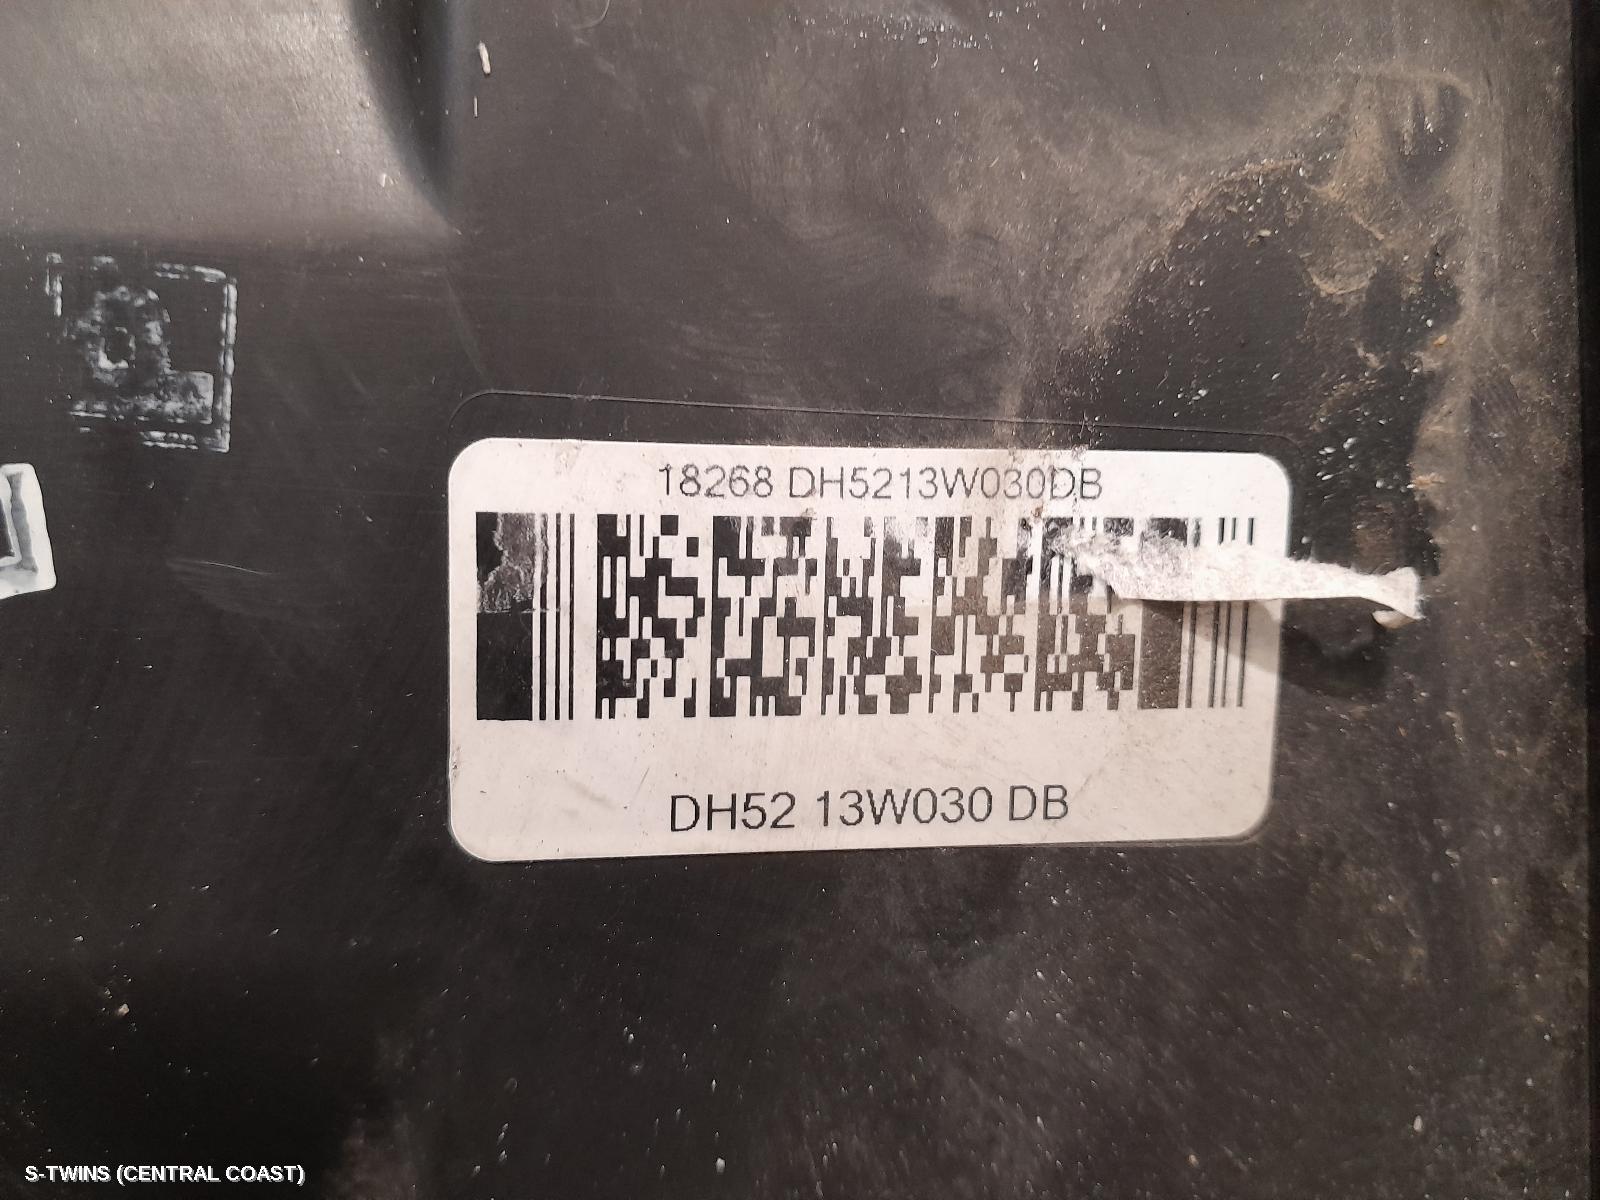 18268 DH5213W030DB
DH52 13W030 DB
S-TWINS (CENTRAL COAST)